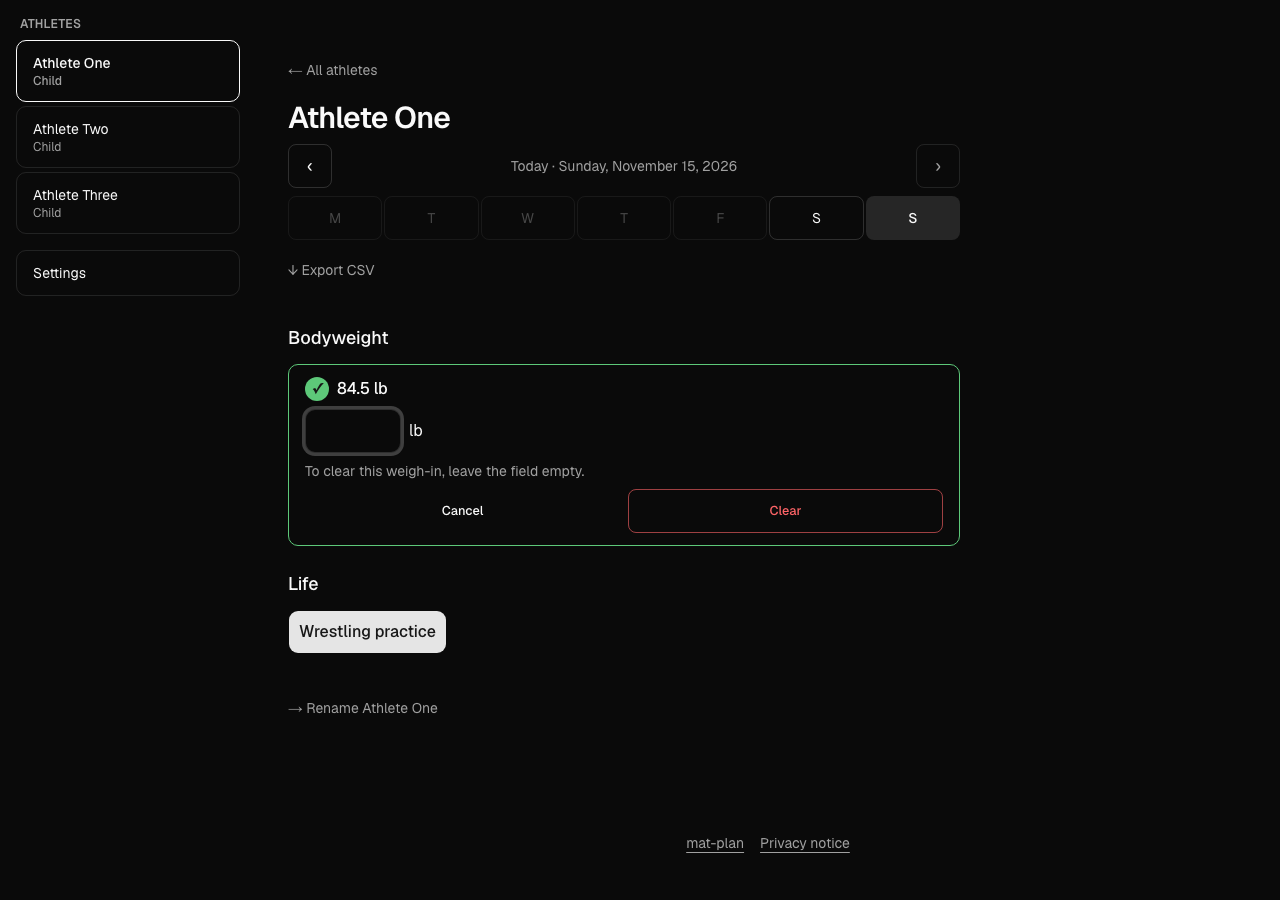 ATHLETES
Athlete One
Child
Athlete Two
Child
Athlete Three
Child
Settings
← All athletes
Athlete One
‹
Today · Sunday, November 15, 2026
›
M T W T F S S
↓ Export CSV
Bodyweight
✓ 84.5 lb
lb
To clear this weigh-in, leave the field empty.
Cancel Clear
Life
Wrestling practice
→ Rename Athlete One
mat-plan Privacy notice